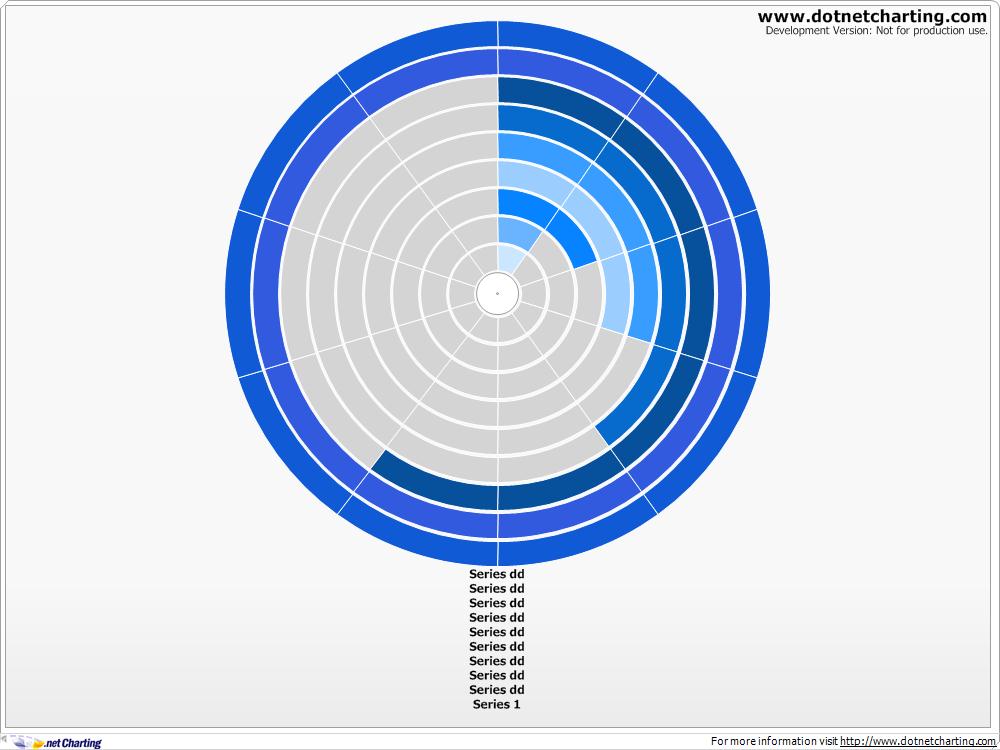 www.dotnetcharting.com
Development Version: Not for production use.
Series dd
Series dd
Series dd
Series dd
Series dd
Series dd
Series dd
Series dd
Series dd
Series 1
.net Charting
For more information visit http://www.dotnetcharting.com